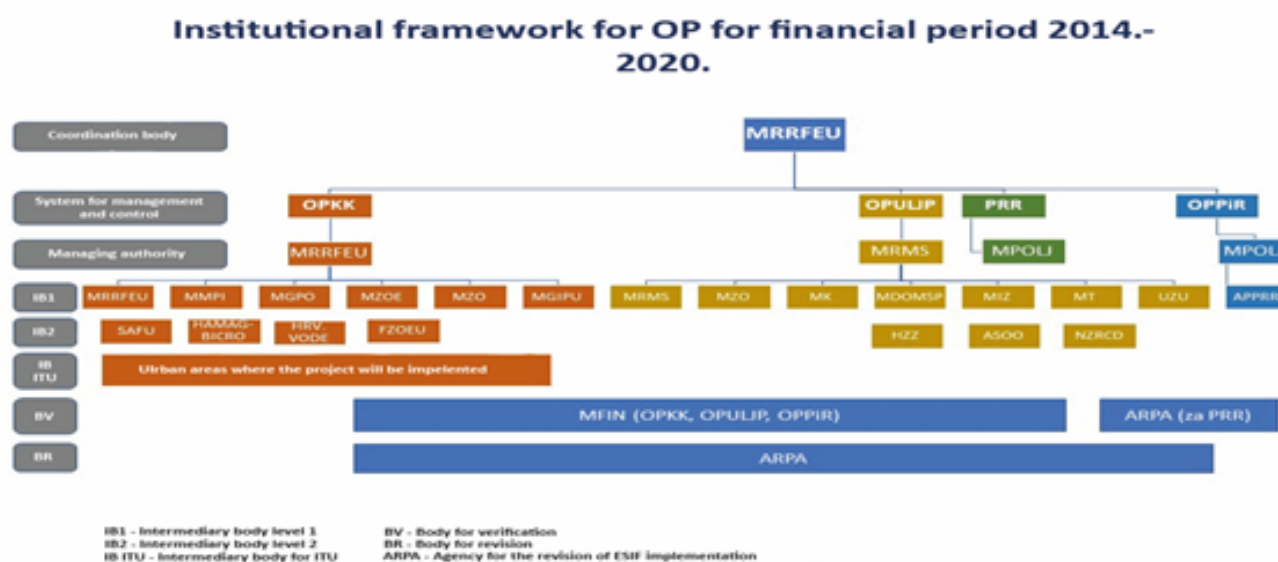 Institutional framework for OP for financial period 2014.-
2020.
Coordination body
MRRFEU
System for management
and control
OPKK
OPULJP
PRR
OPPiR
Managing authority
MRRFEU
MRMS
MPOLJ
MPOL
IB1
MRRFEU
MMPI
MGPO
MZOE
MZO
MGIPU
MRMS
MZO
MK
MDOMSP
MIZ
MT
UZU
APPRR
IB2
SAFU
HAMAG-
BICRO
HRV.
VODE
FZOEU
HZZ
ASOO
NZRCD
IB
ITU
Ulrban areas where the project will be impelented
BV
MFIN (OPKK, OPULJP, OPPiR)
ARPA (za PRR)
BR
ARPA
IB1 - Intermediary body level 1
IB2 - Intermediary body level 2
IB ITU - Intermediary body for ITU
BV - Body for verification
BR - Body for revision
ARPA - Agency for the revision of ESIF implementation